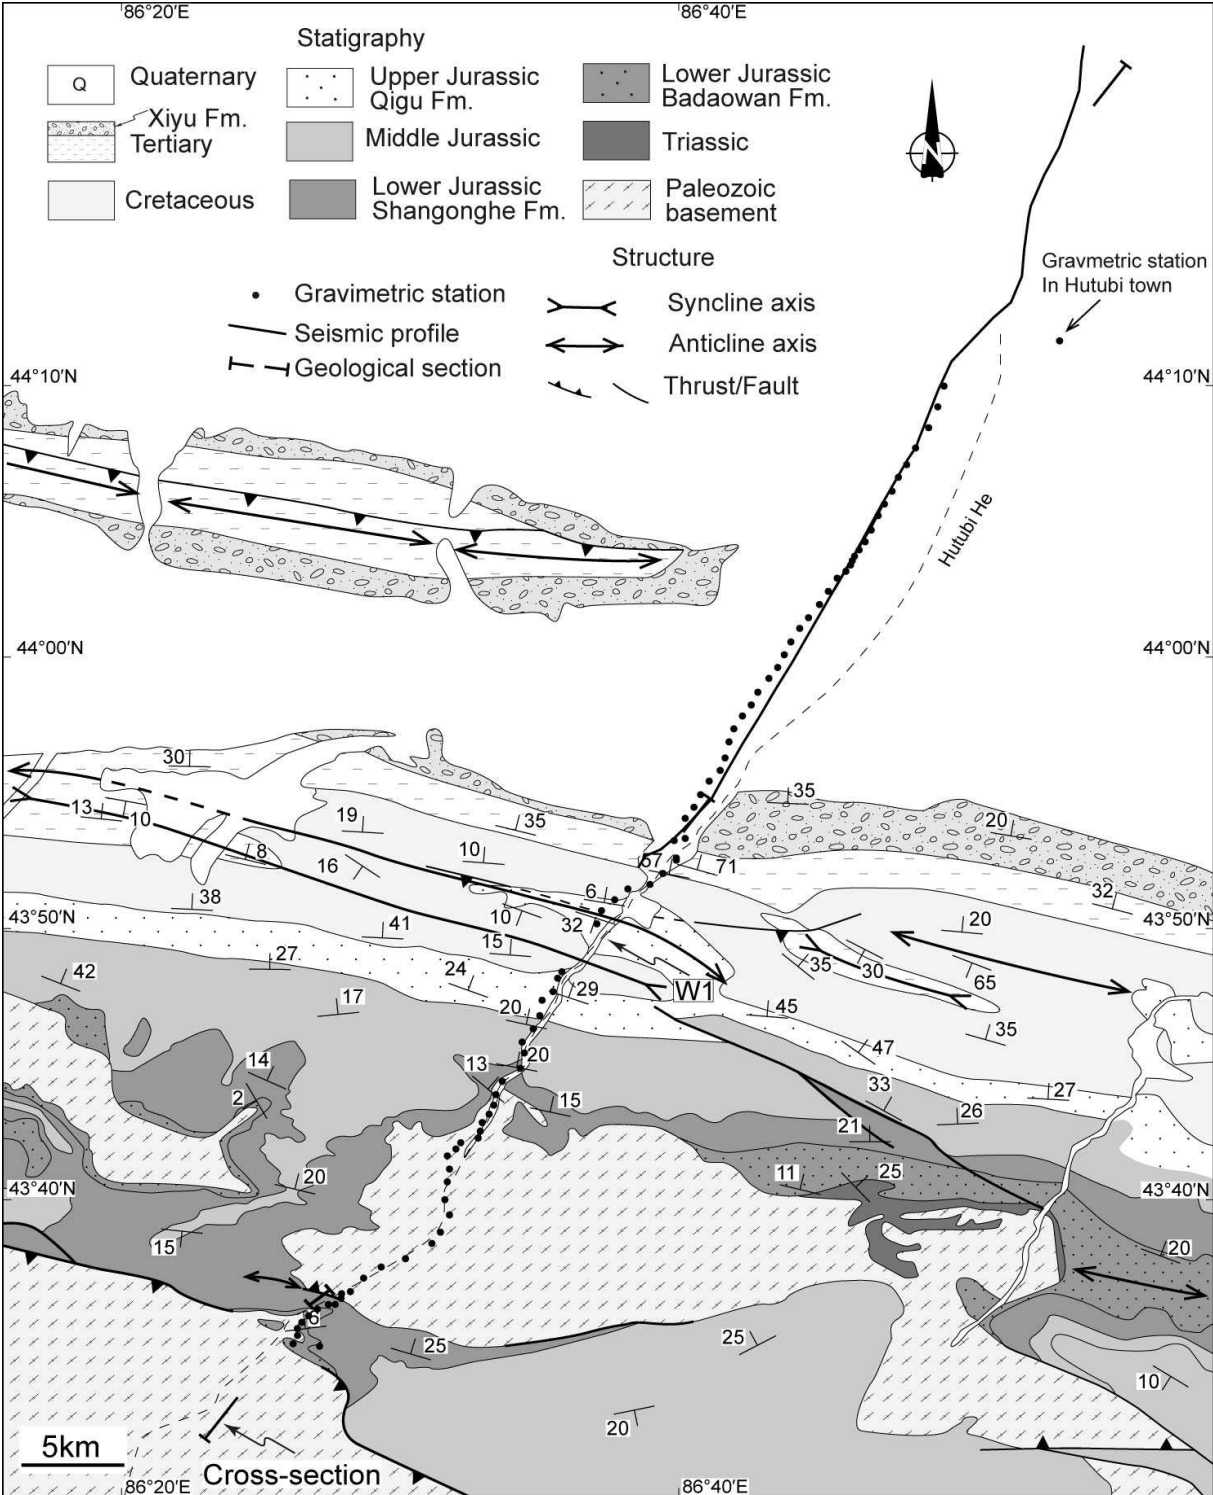 86°20′E
86°40′E
Statigraphy
Q
Quaternary
Xiyu Fm.
Tertiary
Cretaceous
Upper Jurassic
Qigu Fm.
Middle Jurassic
Lower Jurassic
Shangonghe Fm.
Lower Jurassic
Badaowan Fm.
Triassic
Paleozoic
basement
N
Structure
Gravimetric station
Seismic profile
Geological section
Syncline axis
Anticline axis
Thrust/Fault
Gravmetric station
In Hutubi town
44°10′N
44°10′N
Hutubi He
44°00′N
44°00′N
30
35
13
10
19
35
20
8
16
10
57
71
6
32
38
10
32
43°50′N
41
15
20
43°50′N
27
35
30
65
42
24
29
W1
17
20
45
35
47
14
13
20
33
27
2
15
26
21
20
11
25
43°40′N
43°40′N
15
20
6
25
25
10
20
5km
Cross-section
86°20′E
86°40′E